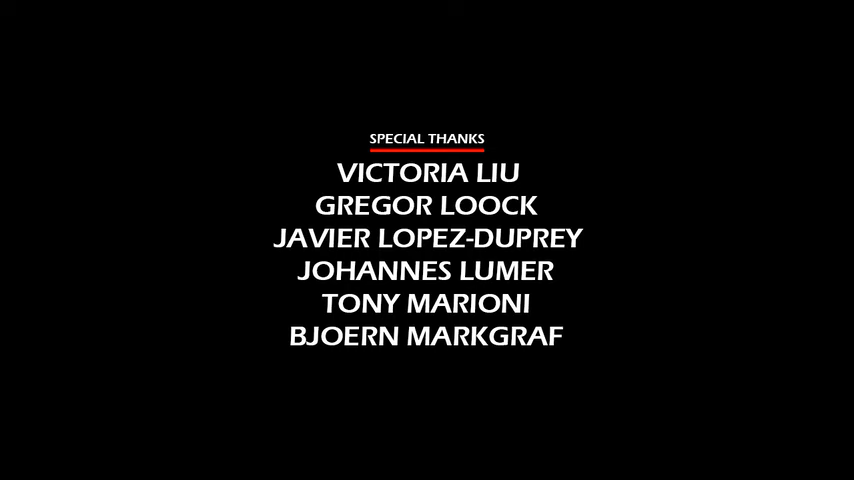 SPECIAL THANKS
VICTORIA LIU
GREGOR LOOCK
JAVIER LOPEZ-DUPREY
JOHANNES LUMER
TONY MARIONI
BJOERN MARKGRAF